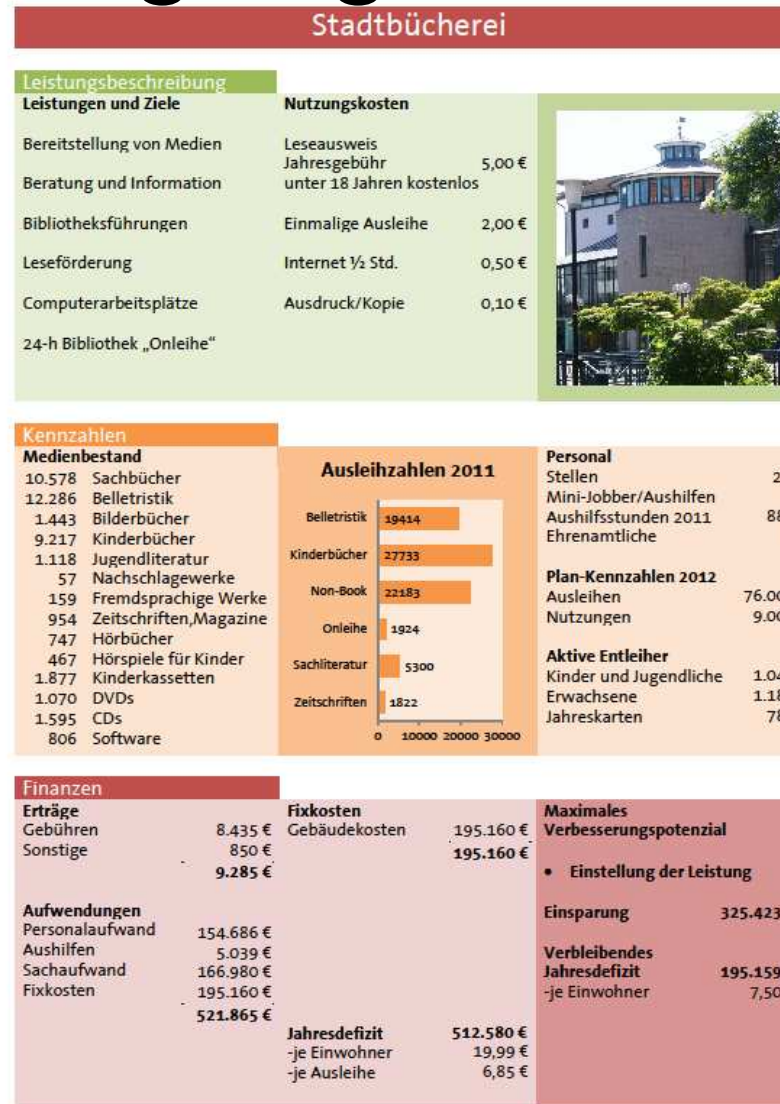 Stadtbücherei
Leistungsbeschreibung
Leistungen und Ziele
Bereitstellung von Medien
Beratung und Information
Bibliotheksführungen
Leseförderung
Computerarbeitsplätze
24-h Bibliothek „Onleihe“
Nutzungskosten
Leseausweis
Jahresgebühr 5,00 €
unter 18 Jahren kostenlos
Einmalige Ausleihe 2,00 €
Internet ½ Std. 0,50 €
Ausdruck/Kopie 0,10 €
Kennzahlen
Medienbestand
10.578 Sachbücher
12.286 Belletristik
1.443 Bilderbücher
9.217 Kinderbücher
1.118 Jugendliteratur
57 Nachschlagewerke
159 Fremdsprachige Werke
954 Zeitschriften,Magazine
747 Hörbücher
467 Hörspiele für Kinder
1.877 Kinderkassetten
1.070 DVDs
1.595 CDs
806 Software
Ausleihzahlen 2011
Belletristik 19414
Kinderbücher 27733
Non-Book 22183
Onleihe 1924
Sachliteratur 5300
Zeitschriften 1822
0 10000 20000 30000
Personal
Stellen
Mini-Jobber/Aushilfen
Aushilfsstunden 2011
Ehrenamtliche
Plan-Kennzahlen 2012
Ausleihen
Nutzungen
Aktive Entleiher
Kinder und Jugendliche
Erwachsene
Jahreskarten
Finanzen
Erträge
Gebühren 8.435 €
Sonstige 850 €
9.285 €
Aufwendungen
Personalaufwand 154.686 €
Aushilfen 5.039 €
Sachaufwand 166.980 €
Fixkosten 195.160 €
521.865 €
Fixkosten
Gebäudekosten 195.160 €
195.160 €
Jahresdefizit 512.580 €
-je Einwohner 19,99 €
-je Ausleihe 6,85 €
Maximales
Verbesserungspotenzial
• Einstellung der Leistung
Einsparung 325.423
Verbleibendes
Jahresdefizit 195.159
-je Einwohner 7,50